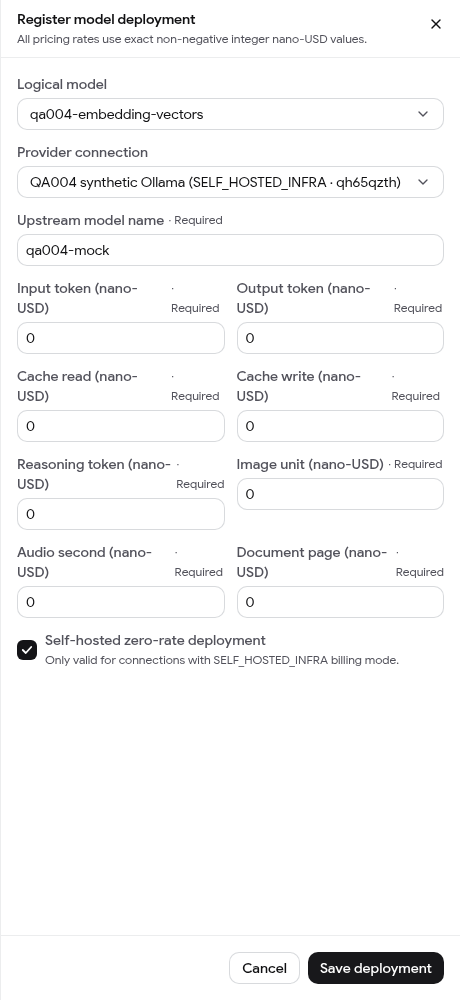 Register model deployment
All pricing rates use exact non-negative integer nano-USD values.
Logical model
qa004-embedding-vectors
Provider connection
QA004 synthetic Ollama (SELF_HOSTED_INFRA · qh65qzth)
Upstream model name · Required
qa004-mock
Input token (nano-USD) · Required
0
Output token (nano-USD) · Required
0
Cache read (nano-USD) · Required
0
Cache write (nano-USD) · Required
0
Reasoning token (nano-USD) · Required
0
Image unit (nano-USD) · Required
0
Audio second (nano-USD) · Required
0
Document page (nano-USD) · Required
0
Self-hosted zero-rate deployment
Only valid for connections with SELF_HOSTED_INFRA billing mode.
Cancel
Save deployment